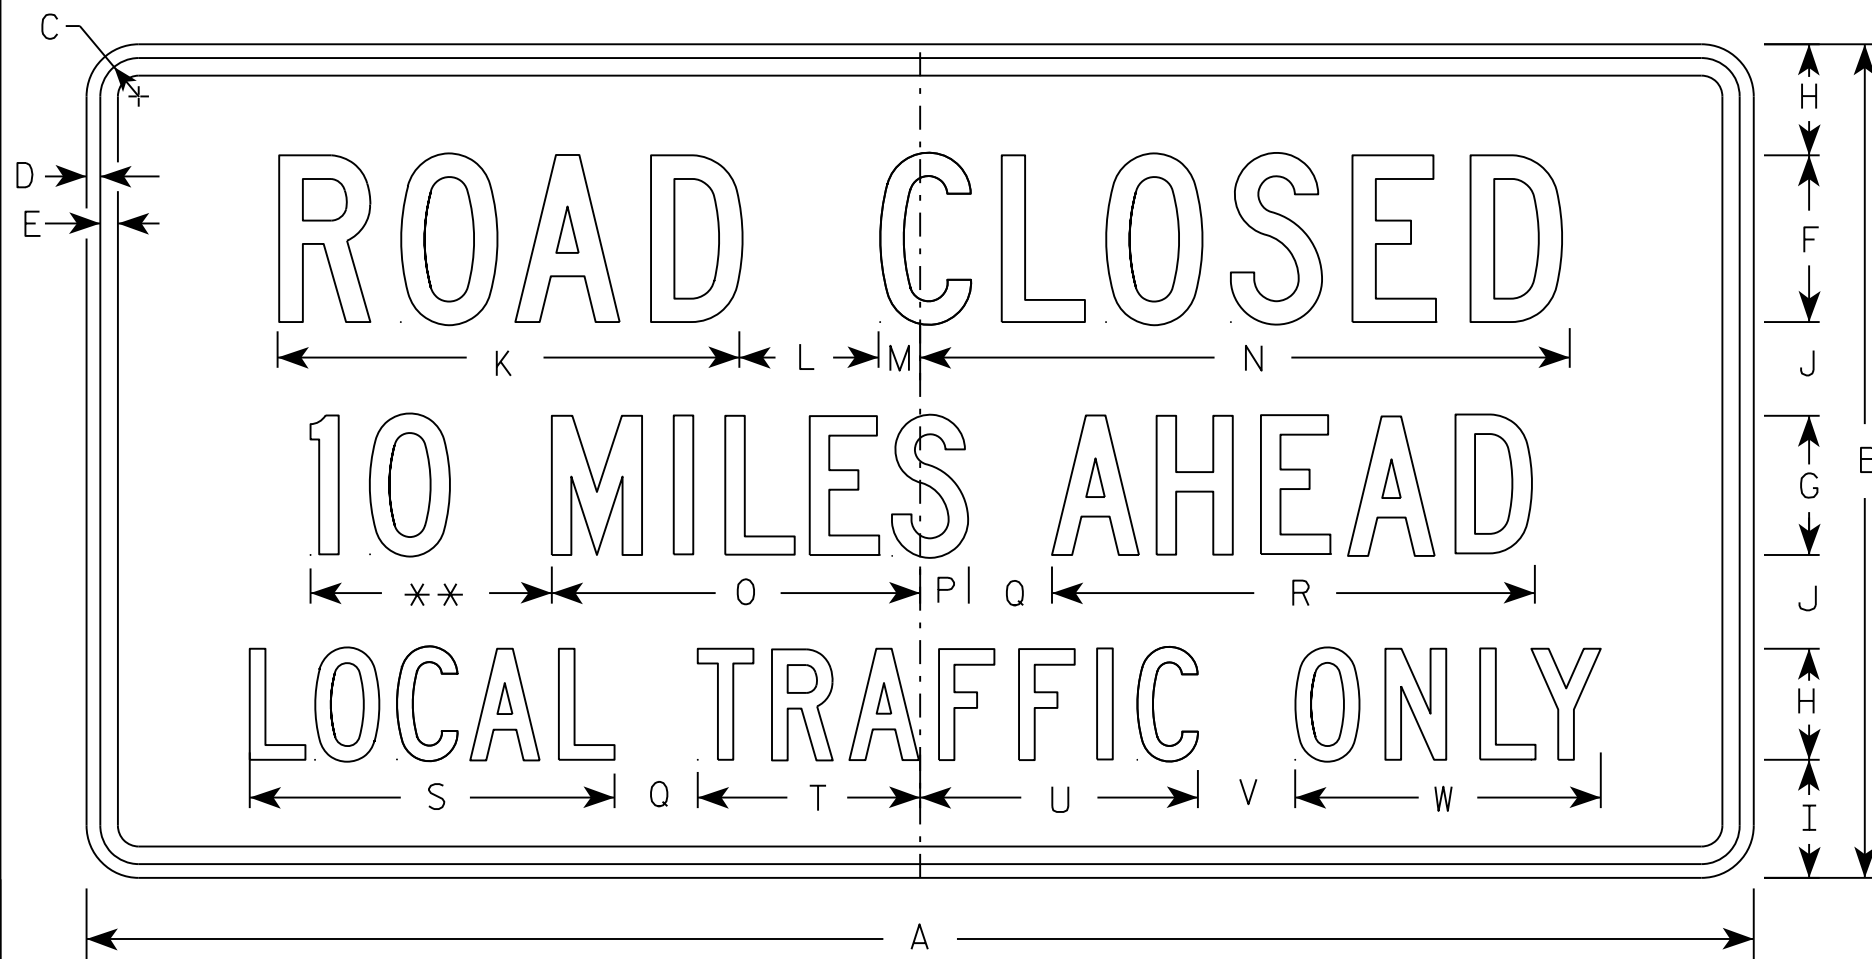 C
H
D
E
ROAD CLOSED
F
K L M N
J
10 MILES AHEAD
G
B
** O P Q R
J
LOCAL TRAFFIC ONLY
H
S Q T U V W
I
A